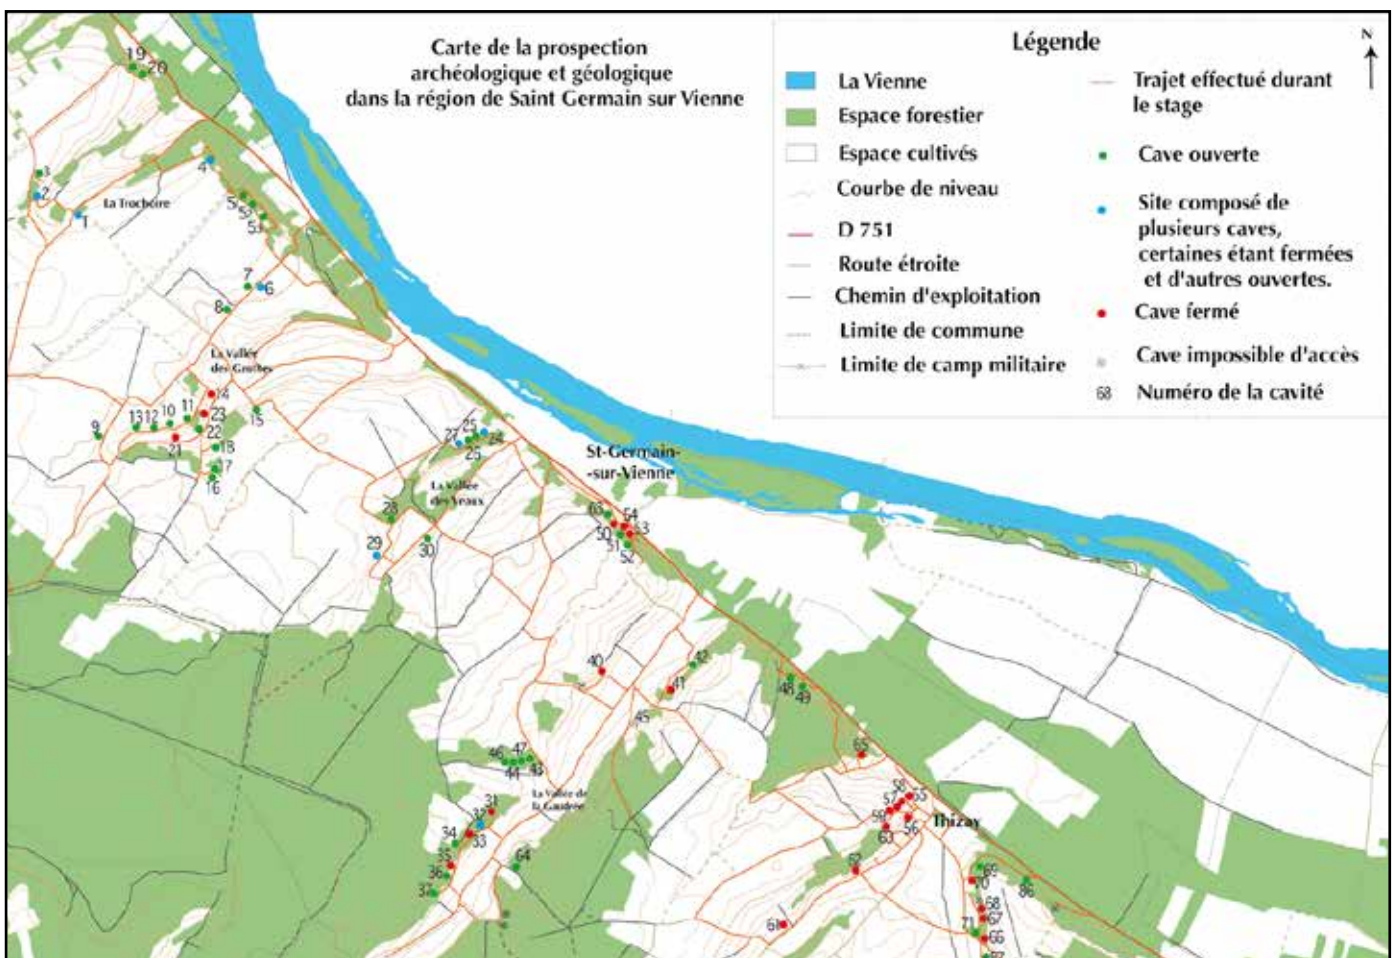 Carte de la prospection
archéologique et géologique
dans la région de Saint Germain sur Vienne
Légende
N
La Vienne
Espace forestier
Espace cultivés
Courbe de niveau
D 751
Route étroite
Chemin d'exploitation
Limite de commune
Limite de camp militaire
Trajet effectué durant
le stage
Cave ouverte
Site composé de
plusieurs caves,
certaines étant fermées
et d'autres ouvertes.
Cave fermé
Cave impossible d'accès
68 Numéro de la cavité
19
20
3
2
1
La Trocheire
4
5
53
7
6
8
La Vallée
des Grottes
14
23
15
9
13
12
10
11
22
21
18
17
16
27
25
24
26
St-Germain-
-sur-Vienne
La Vallée
des Veaux
28
29
30
54
53
50
51
52
40
41
42
45
48
49
46
47
44
43
La Vallée de
la Gaudrée
31
32
33
34
35
36
37
64
65
58
55
57
56
Thizay
63
62
61
69
70
86
68
67
71
66